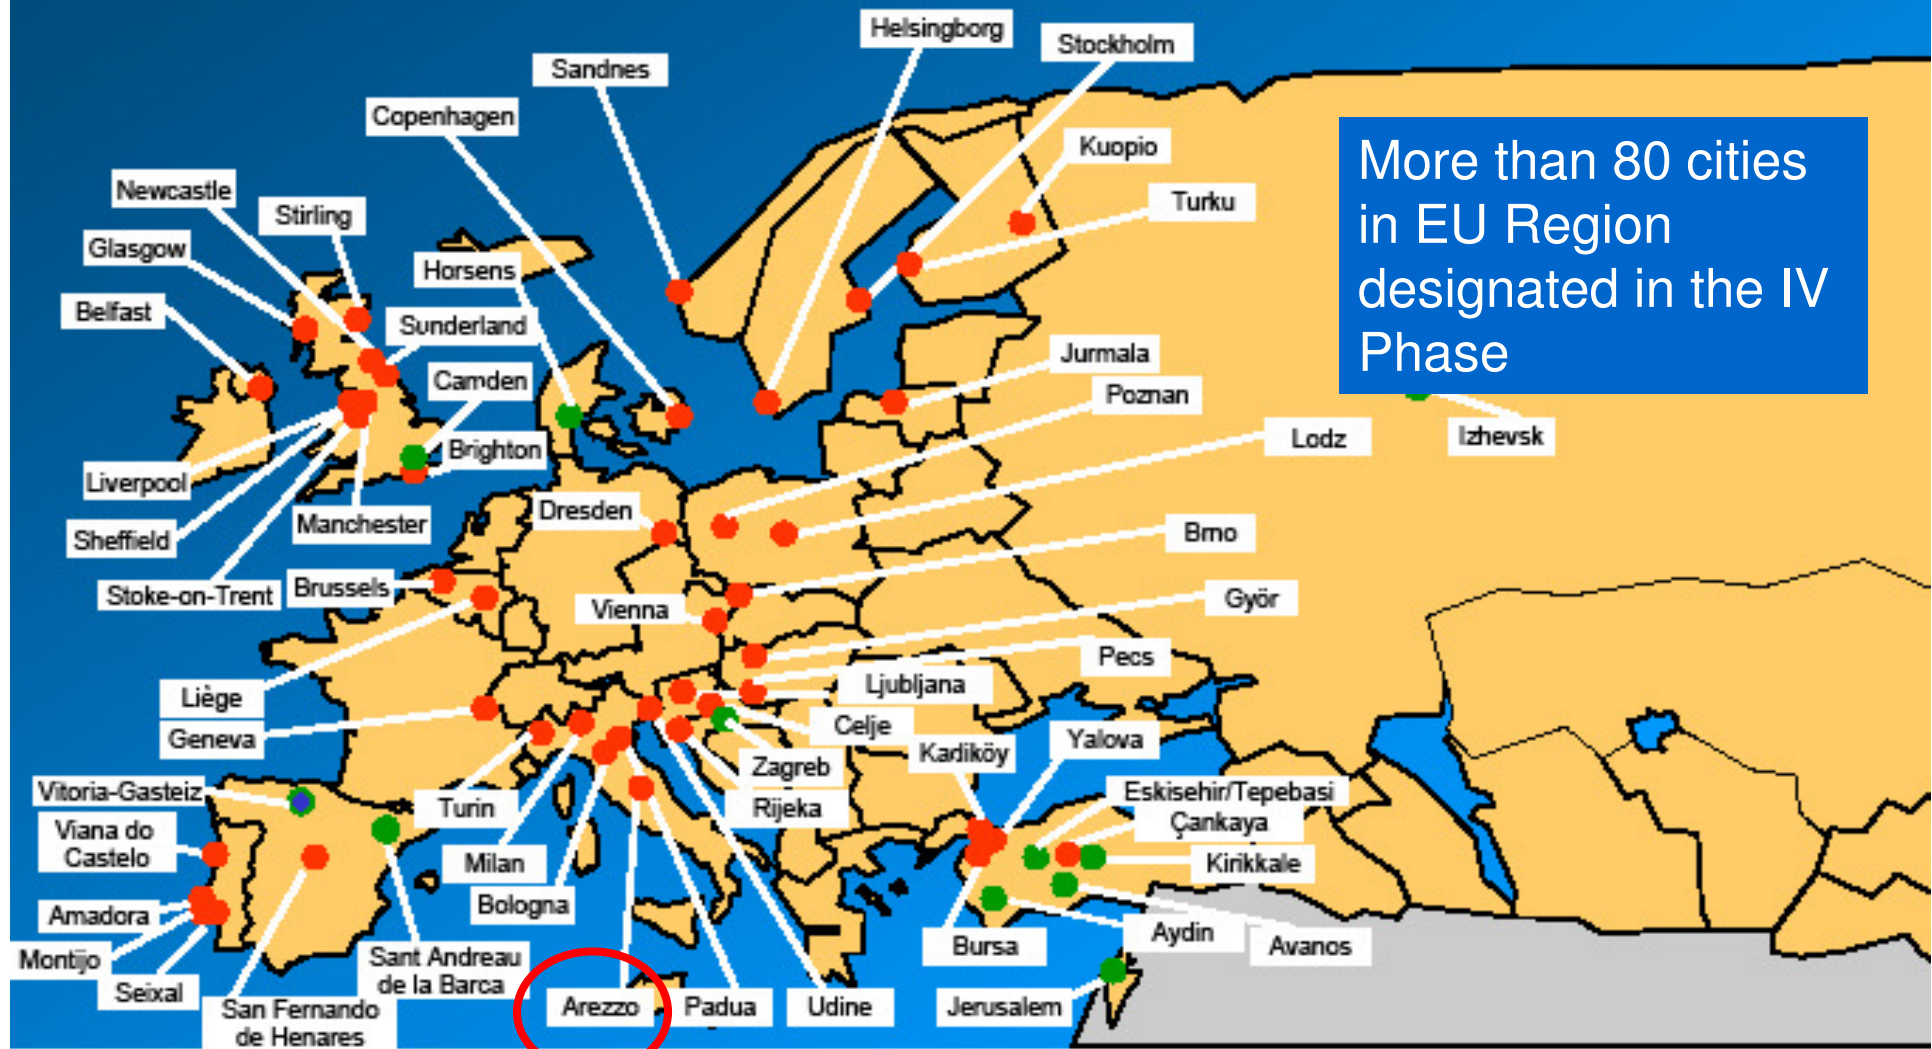 Helsingborg
Stockholm
Sandnes
Copenhagen
Kuopio
More than 80 cities
in EU Region
designated in the IV
Phase
Newcastle
Stirling
Turku
Glasgow
Horsens
Belfast
Sunderland
Jurmala
Camden
Poznan
Lodz
Izhevsk
Brighton
Liverpool
Dresden
Manchester
Sheffield
Brno
Stoke-on-Trent
Brussels
Vienna
Györ
Pecs
Liège
Ljubljana
Geneva
Celje
Kadiköy
Yalova
Zagreb
Vitoria-Gasteiz
Eskisehir/Tepebasi
Turin
Rijeka
Çankaya
Viana do
Castelo
Milan
Kirikkale
Bologna
Amadora
Aydin
Bursa
Avanos
Montijo
Sant Andreau
de la Barca
Seixal
San Fernando
de Henares
Arezzo
Padua
Udine
Jerusalem